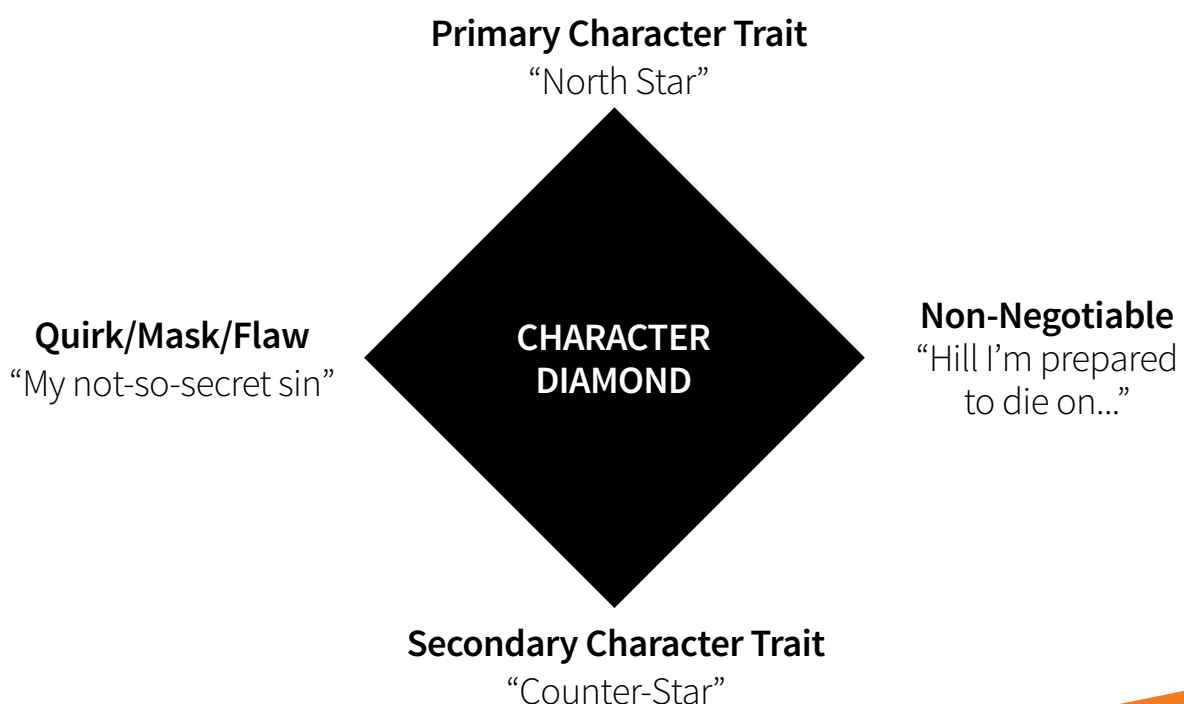 Primary Character Trait
“North Star”
Quirk/Mask/Flaw
“My not-so-secret sin”
CHARACTER
DIAMOND
Non-Negotiable
“Hill I’m prepared
to die on...”
Secondary Character Trait
“Counter-Star”